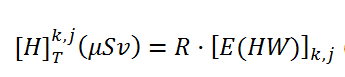 [H]_T^{k,j}(μSv) = R · [E(HW)]_{k,j}